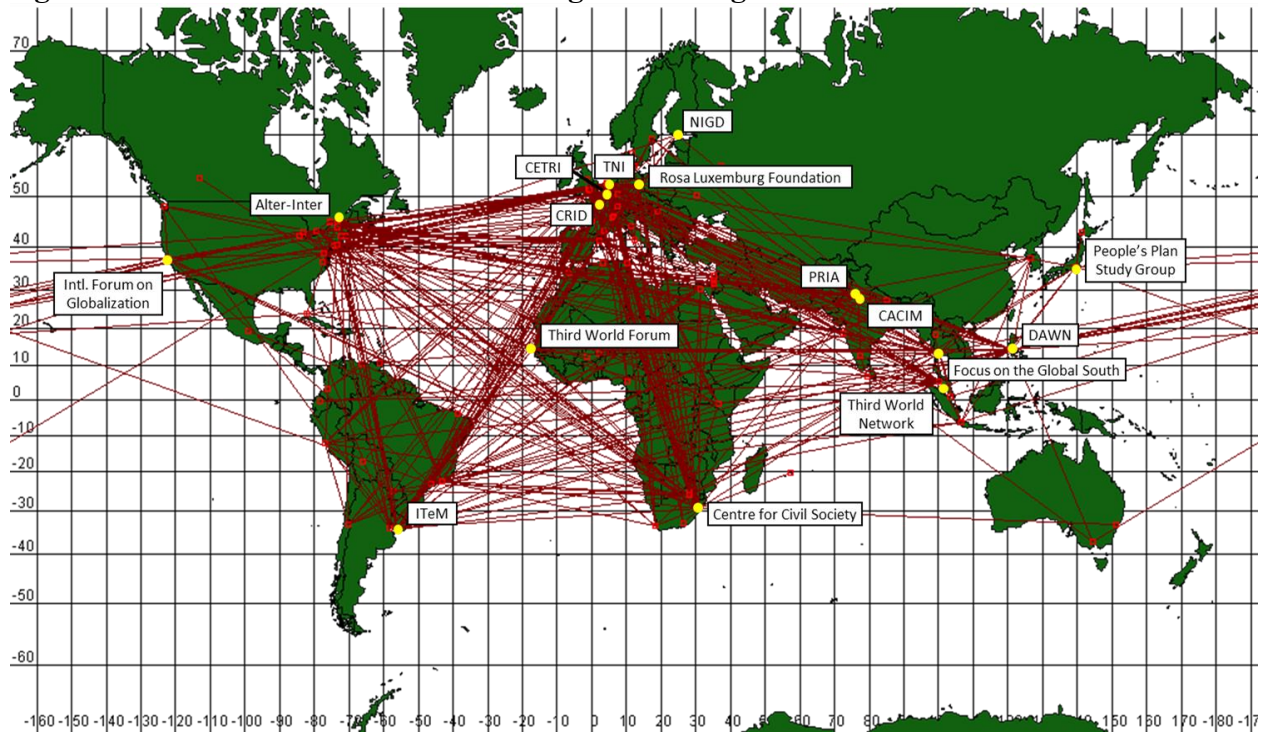 70
NIGD
CETRI
TNI
Rosa Luxemburg Foundation
50
Alter-Inter
CRID
40
People's Plan
Study Group
PRIA
Intl. Forum on
Globalization
30
CACIM
20
Third World Forum
DAWN
10
Focus on the Global South
0
Third World
Network
-10
-20
ITeM
Centre for Civil Society
-30
-40
-50
-60
-160 -150 -140 -130 -120 -110 -100 -90 -80 -70 -60 -50 -40 -30 -20 -10 0 10 20 30 40 50 60 70 80 150 160 -180 -17